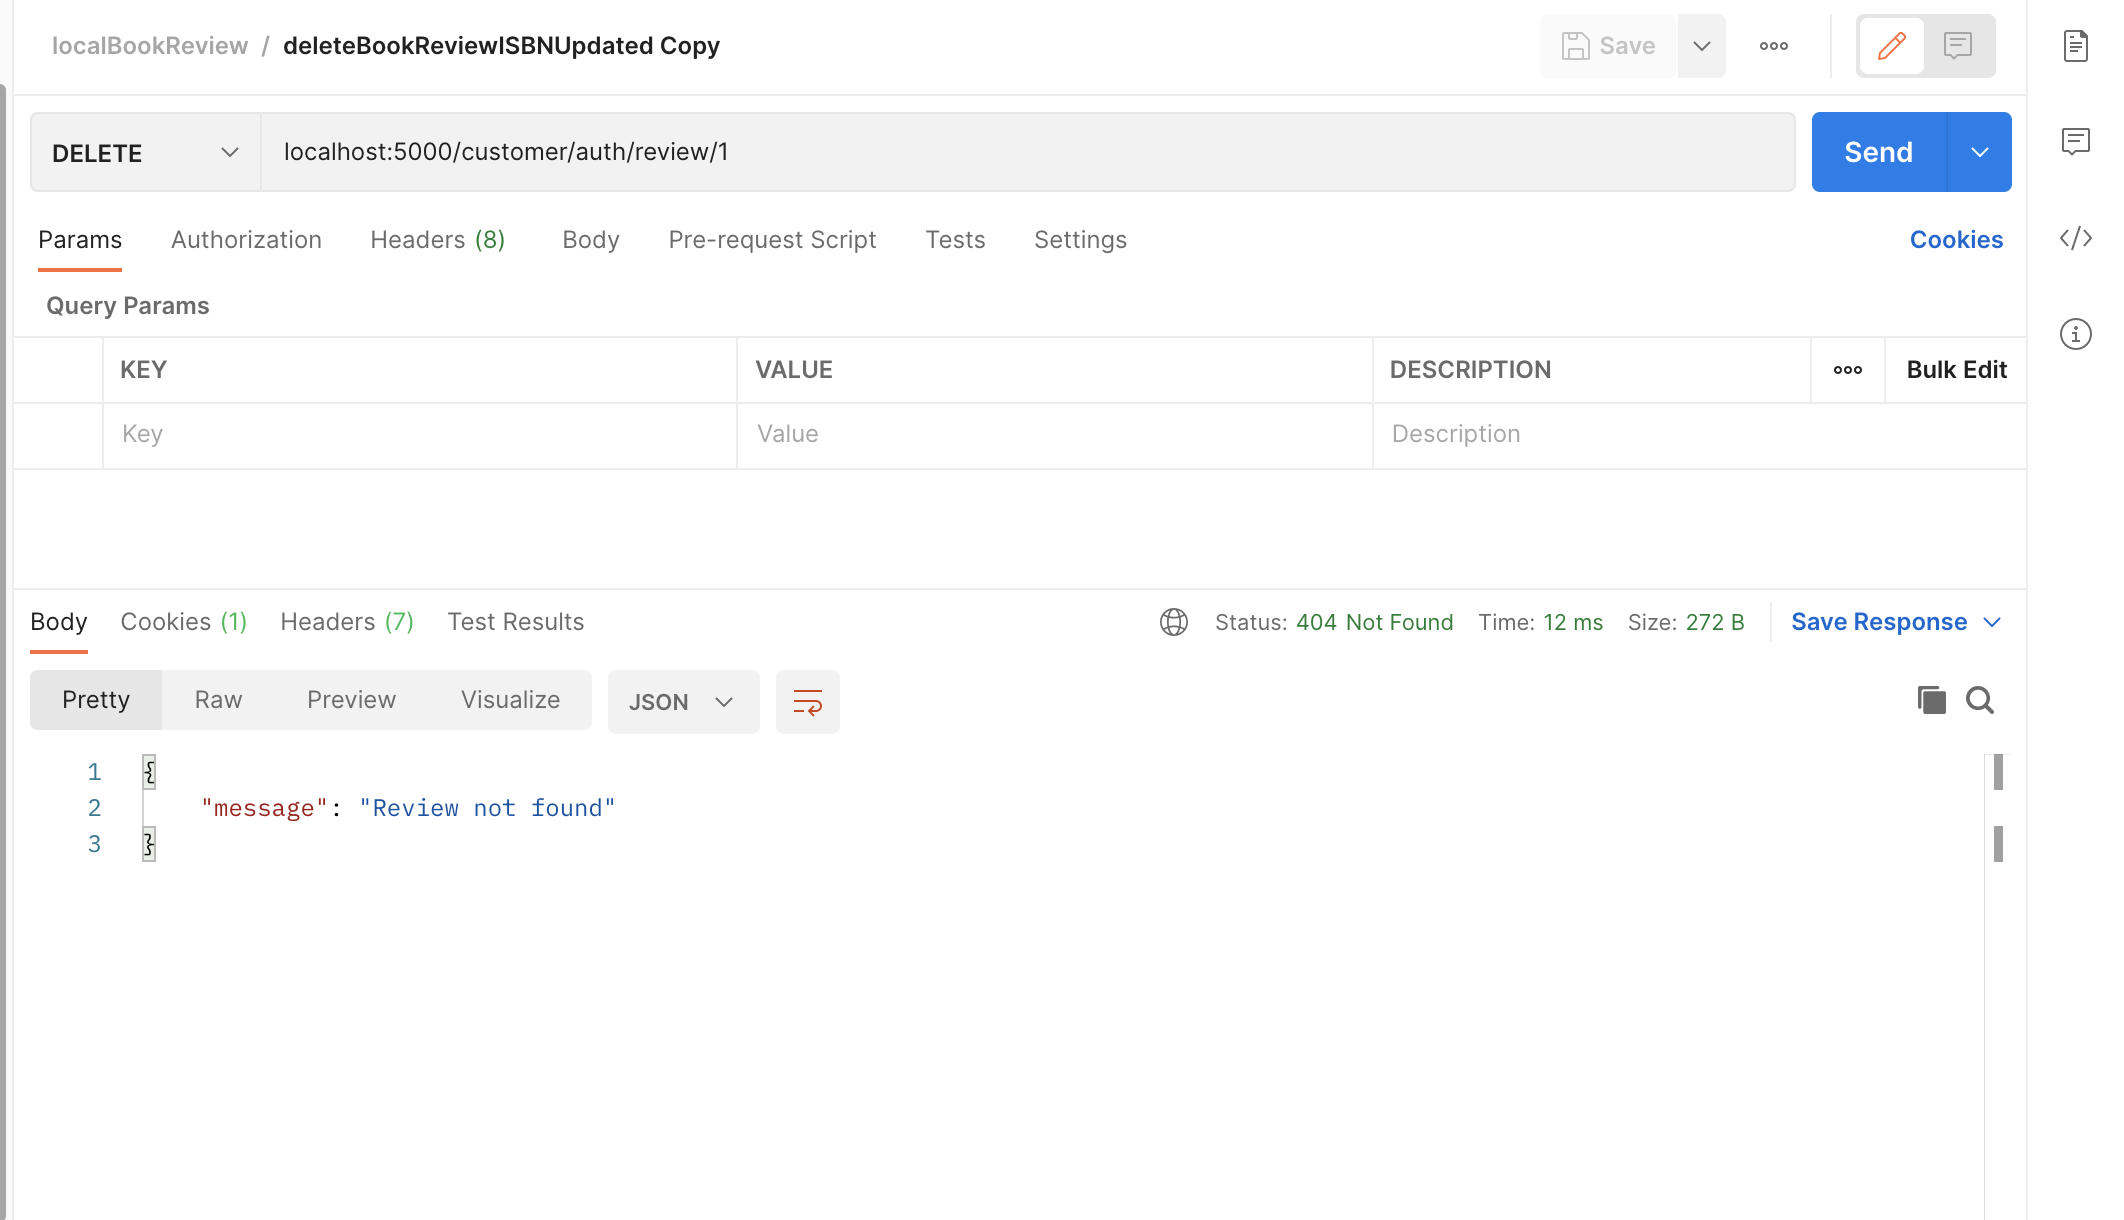 localBookReview / deleteBookReviewISBNUpdated Copy
Save
DELETE localhost:5000/customer/auth/review/1 Send
Params Authorization Headers (8) Body Pre-request Script Tests Settings Cookies
Query Params
KEY VALUE DESCRIPTION Bulk Edit
Key Value Description
Body Cookies (1) Headers (7) Test Results Status: 404 Not Found Time: 12 ms Size: 272 B Save Response
Pretty Raw Preview Visualize JSON
1 {
2 "message": "Review not found"
3 }